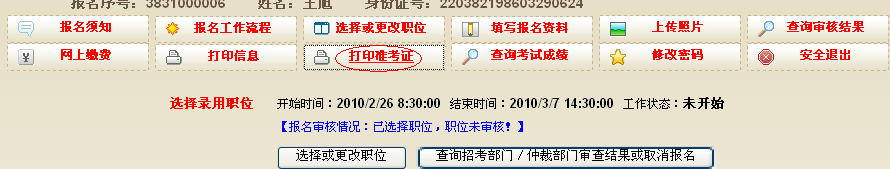 报名序号：3831000006 姓名：王旭 身份证号：220382198603290624
报名须知 报名工作流程 选择或更改职位 填写报名资料 上传照片 查询审核结果
网上缴费 打印信息 打印准考证 查询考试成绩 修改密码 安全退出
选择录用职位 开始时间：2010/2/26 8:30:00 结束时间：2010/3/7 14:30:00 工作状态：未开始
【报名审核情况：已选择职位，职位未审核！】
选择或更改职位 查询招考部门／仲裁部门审查结果或取消报名